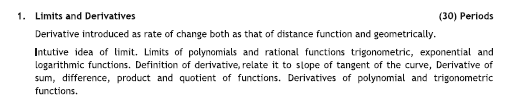 1. Limits and Derivatives (30) Periods
Derivative introduced as rate of change both as that of distance function and geometrically.
Intutive idea of limit. Limits of polynomials and rational functions trigonometric, exponential and
logarithmic functions. Definition of derivative, relate it to slope of tangent of the curve, Derivative of
sum, difference, product and quotient of functions. Derivatives of polynomial and trigonometric
functions.